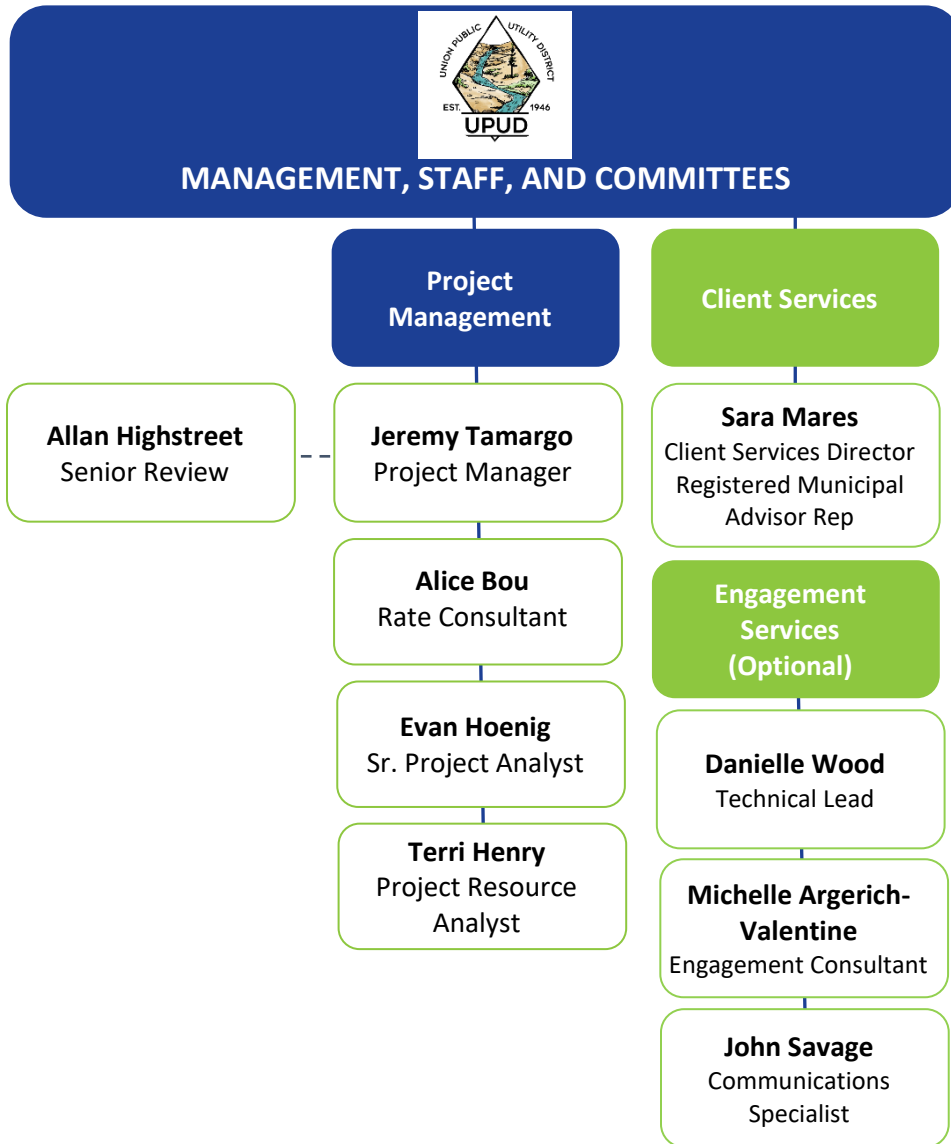 UNION PUBLIC UTILITY DISTRICT
EST. 1946
UPUD
MANAGEMENT, STAFF, AND COMMITTEES
Project
Management
Client Services
Allan Highstreet
Senior Review
Jeremy Tamargo
Project Manager
Sara Mares
Client Services Director
Registered Municipal
Advisor Rep
Alice Bou
Rate Consultant
Engagement
Services
(Optional)
Evan Hoenig
Sr. Project Analyst
Danielle Wood
Technical Lead
Terri Henry
Project Resource
Analyst
Michelle Argerich-
Valentine
Engagement Consultant
John Savage
Communications
Specialist